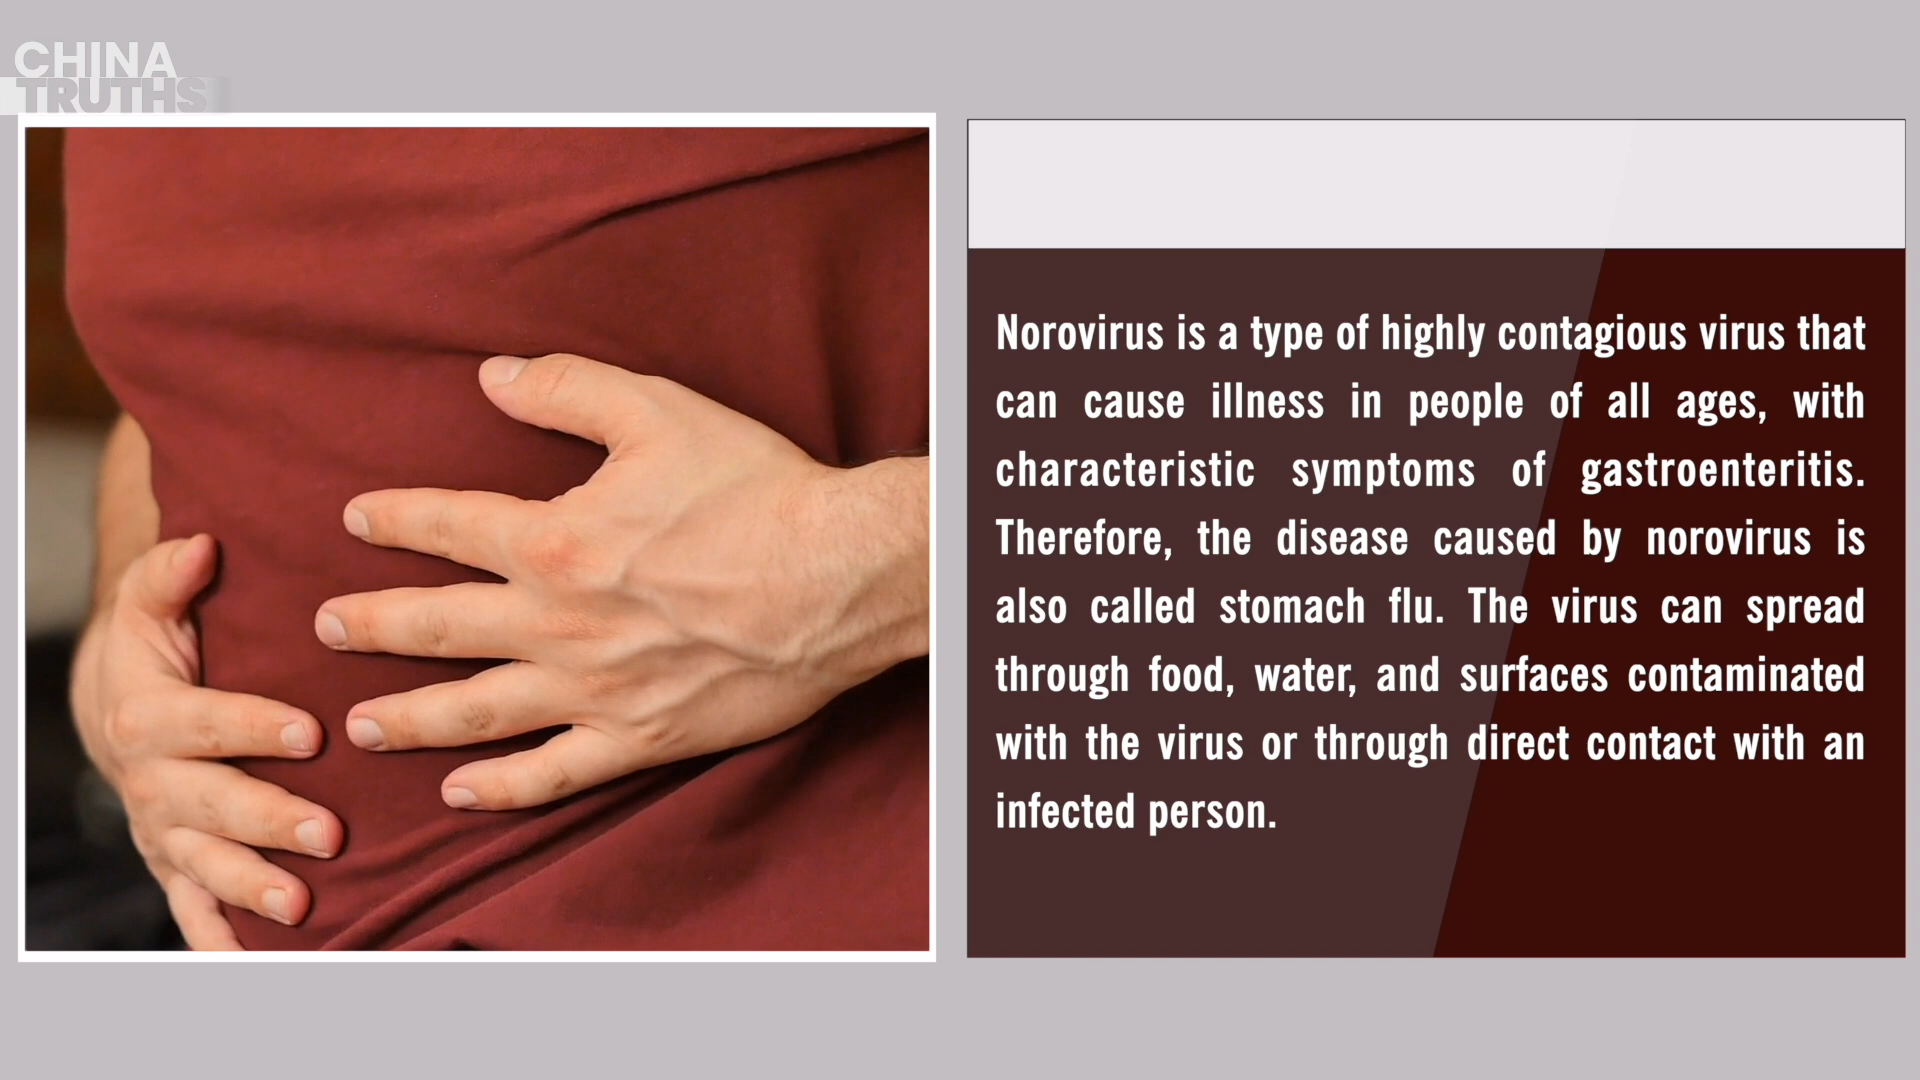 CHINA
TRUTHS
Norovirus is a type of highly contagious virus that
can cause illness in people of all ages, with
characteristic symptoms of gastroenteritis.
Therefore, the disease caused by norovirus is
also called stomach flu. The virus can spread
through food, water, and surfaces contaminated
with the virus or through direct contact with an
infected person.